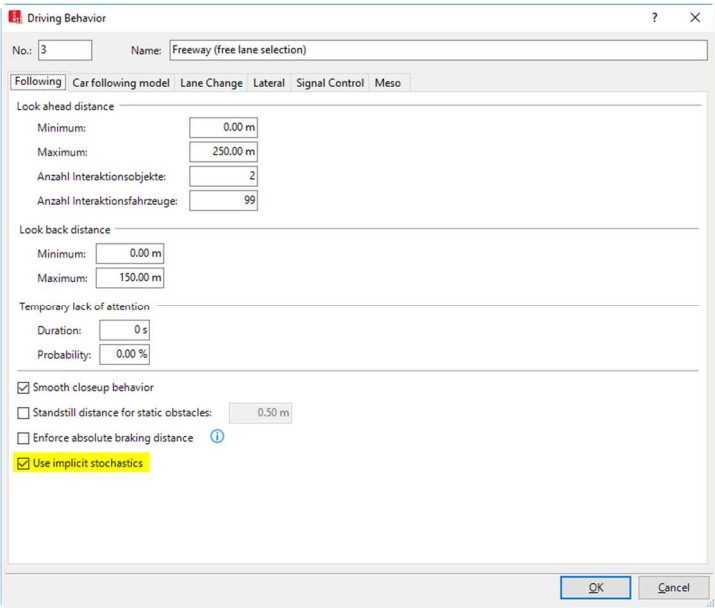 Driving Behavior
? ×
No.: 3 Name: Freeway (free lane selection)
Following Car following model Lane Change Lateral Signal Control Meso
Look ahead distance
Minimum: 0.00 m
Maximum: 250.00 m
Anzahl Interaktionsobjekte: 2
Anzahl Interaktionsfahrzeuge: 99
Look back distance
Minimum: 0.00 m
Maximum: 150.00 m
Temporary lack of attention
Duration: 0 s
Probability: 0.00 %
Smooth closeup behavior
Standstill distance for static obstacles: 0.50 m
Enforce absolute braking distance
Use implicit stochastics
OK Cancel